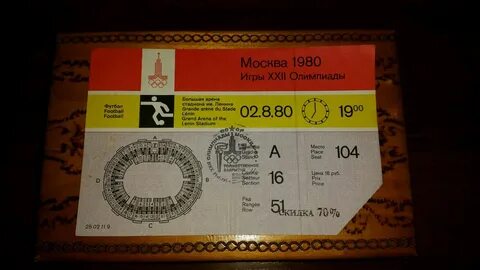 Москва 1980
Игры XXII Олимпиады
Футбол
Football
Football
Большая арена
стадиона им. Ленина
Grande arène du Stade
Lénin
Grand Arena of the
Lenin Stadium
02.8.80
19 00
A
B
C
D
Stand
A
Место
Place
Seat
104
Сектор
Secteur
Section
16
Цена 16 руб.
Prix
Price
Ряд
Rangée
Row
51
СКИДКА 70%